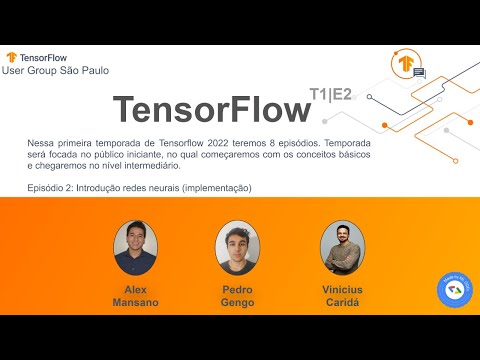 TensorFlow
User Group São Paulo
TensorFlow T1|E2
Nessa primeira temporada de Tensorflow 2022 teremos 8 episódios. Temporada
será focada no público iniciante, no qual começaremos com os conceitos básicos
e chegaremos no nível intermediário.
Episódio 2: Introdução redes neurais (implementação)
Alex
Mansano
Pedro
Gengo
Vinicius
Caridá